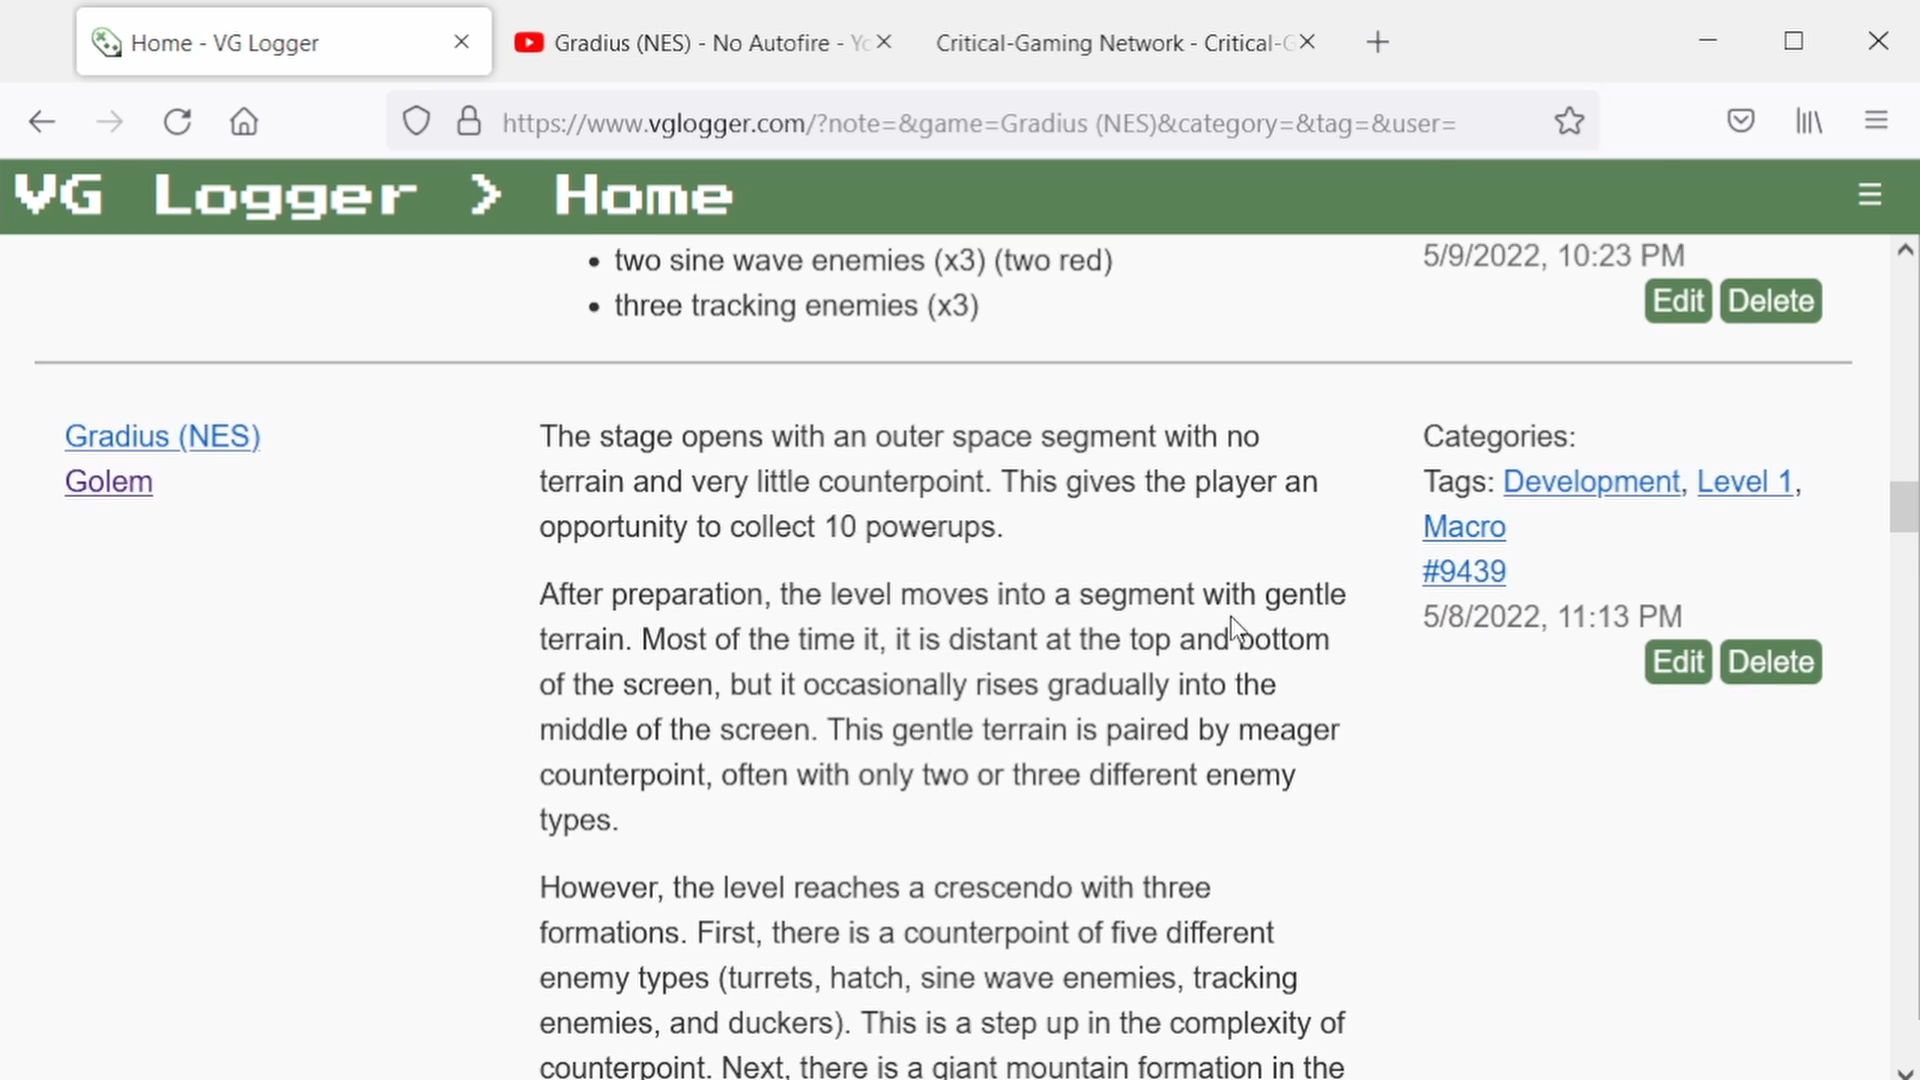 Home - VG Logger
Gradius (NES) - No Autofire - Yo
Critical-Gaming Network - Critical-G
https://www.vglogger.com/?note=&game=Gradius (NES)&category=&tag=&user=
VG Logger > Home
• two sine wave enemies (x3) (two red)
• three tracking enemies (x3)
5/9/2022, 10:23 PM
Edit Delete
Gradius (NES)
Golem
The stage opens with an outer space segment with no
terrain and very little counterpoint. This gives the player an
opportunity to collect 10 powerups.
After preparation, the level moves into a segment with gentle
terrain. Most of the time it, it is distant at the top and bottom
of the screen, but it occasionally rises gradually into the
middle of the screen. This gentle terrain is paired by meager
counterpoint, often with only two or three different enemy
types.
However, the level reaches a crescendo with three
formations. First, there is a counterpoint of five different
enemy types (turrets, hatch, sine wave enemies, tracking
enemies, and duckers). This is a step up in the complexity of
counterpoint. Next, there is a giant mountain formation in the
Categories:
Tags: Development, Level 1,
Macro
#9439
5/8/2022, 11:13 PM
Edit Delete